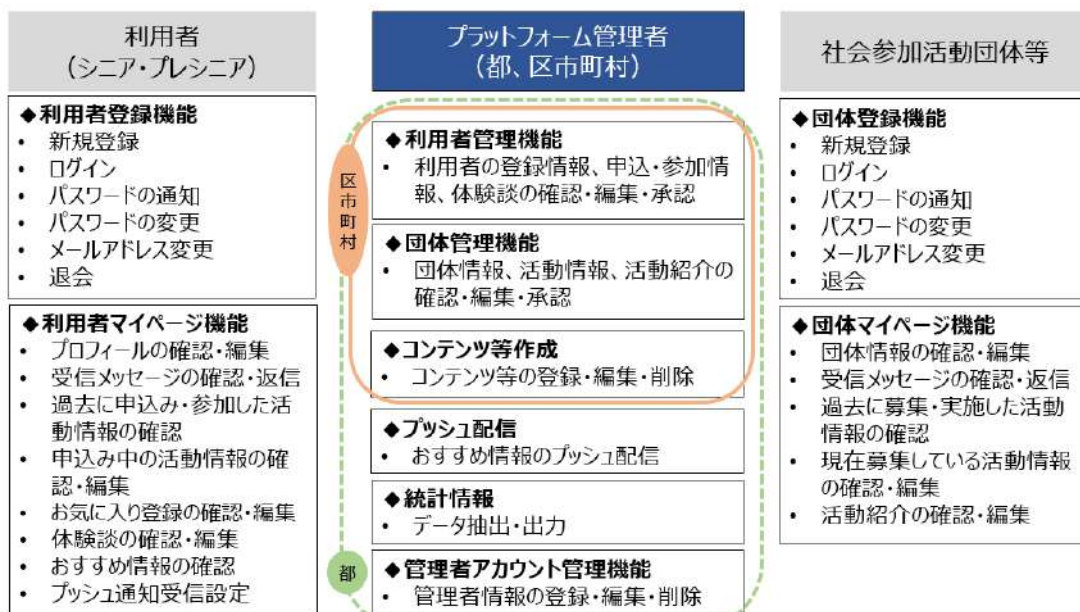 利用者
(シニア・プレシニア)
◆利用者登録機能
• 新規登録
• ログイン
• パスワードの通知
• パスワードの変更
• メールアドレス変更
• 退会
◆利用者マイページ機能
• プロフィールの確認・編集
• 受信メッセージの確認・返信
• 過去に申込み・参加した活
動情報の確認
• 申込み中の活動情報の確
認・編集
• お気に入り登録の確認・編集
• 体験談の確認・編集
• おすすめ情報の確認
• プッシュ通知受信設定
プラットフォーム管理者
(都、区市町村)
区市町村
◆利用者管理機能
• 利用者の登録情報、申込・参加情
報、体験談の確認・編集・承認
◆団体管理機能
• 団体情報、活動情報、活動紹介の
確認・編集・承認
◆コンテンツ等作成
• コンテンツ等の登録・編集・削除
◆プッシュ配信
• おすすめ情報のプッシュ配信
◆統計情報
• データ抽出・出力
都
◆管理者アカウント管理機能
• 管理者情報の登録・編集・削除
社会参加活動団体等
◆団体登録機能
• 新規登録
• ログイン
• パスワードの通知
• パスワードの変更
• メールアドレス変更
• 退会
◆団体マイページ機能
• 団体情報の確認・編集
• 受信メッセージの確認・返信
• 過去に募集・実施した活動
情報の確認
• 現在募集している活動情報
の確認・編集
• 活動紹介の確認・編集